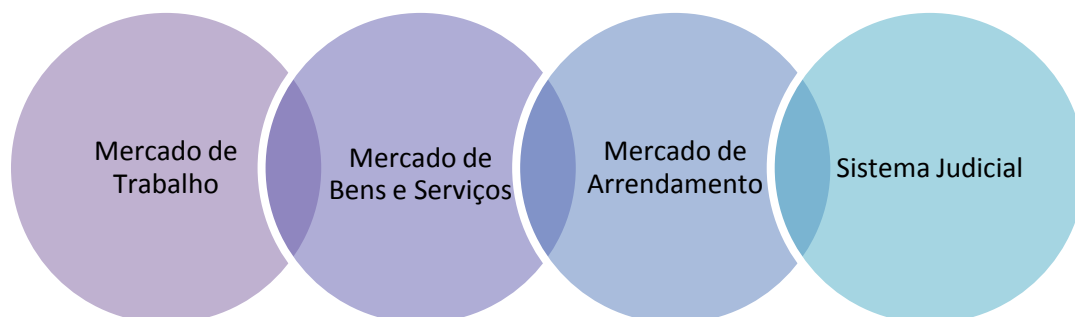 Mercado de
Trabalho
Mercado de
Bens e Serviços
Mercado de
Arrendamento
Sistema Judicial